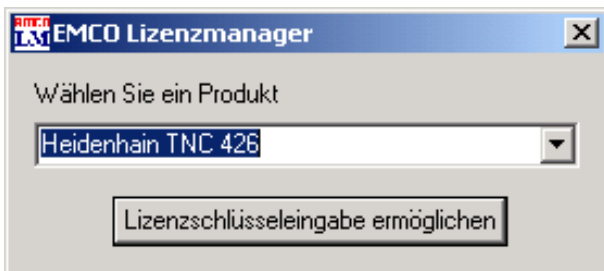 EMCO Lizenzmanager
Wählen Sie ein Produkt
Heidenhain TNC 426
Lizenzschlüsseleingabe ermöglichen